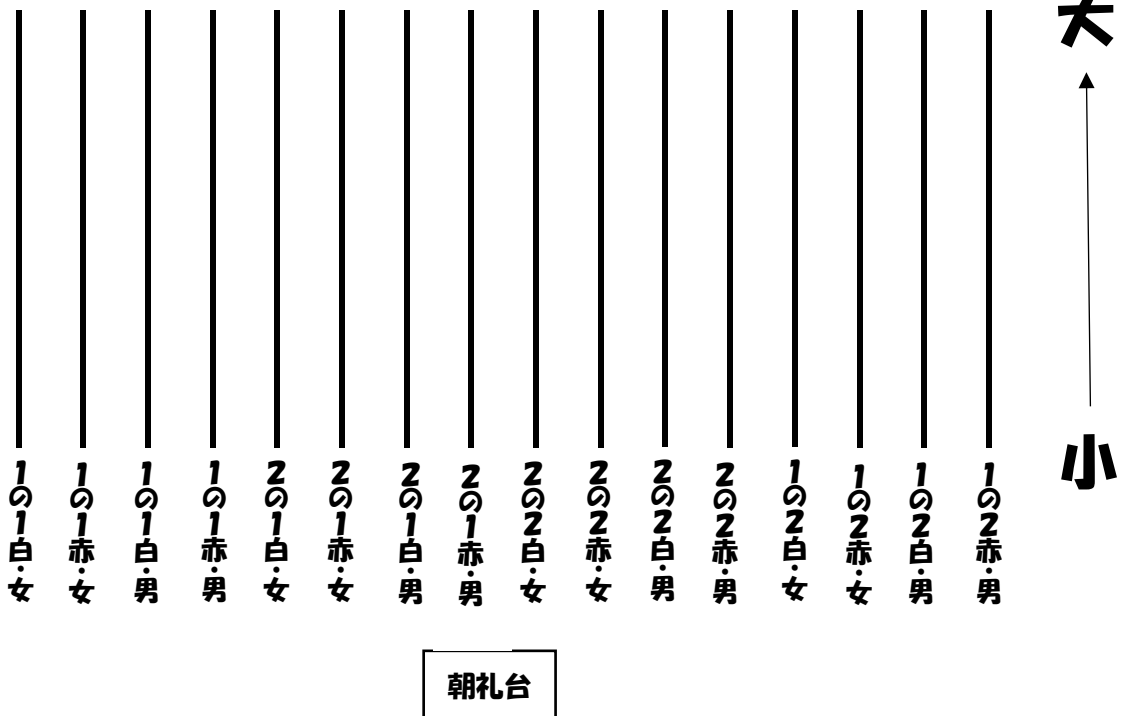 大
小
1の1白・女
1の1赤・女
1の1白・男
1の1赤・男
2の1白・女
2の1赤・女
2の1白・男
2の1赤・男
2の2白・女
2の2赤・女
2の2白・男
2の2赤・男
1の2白・女
1の2赤・女
1の2白・男
1の2赤・男
朝礼台